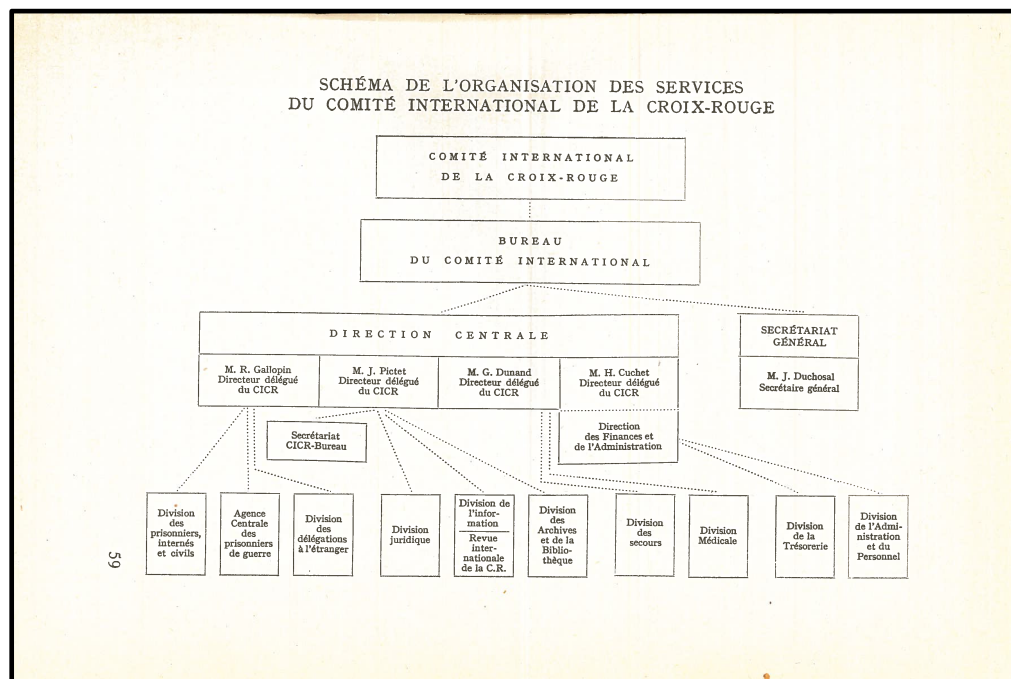 SCHÉMA DE L'ORGANISATION DES SERVICES
DU COMITÉ INTERNATIONAL DE LA CROIX-ROUGE
COMITÉ INTERNATIONAL
DE LA CROIX-ROUGE
BUREAU
DU COMITÉ INTERNATIONAL
DIRECTION CENTRALE
SECRÉTARIAT
GÉNÉRAL
M. R. Gallopin
Directeur délégué
du CICR
M. J. Pictet
Directeur délégué
du CICR
M. G. Dunand
Directeur délégué
du CICR
M. H. Cuchet
Directeur délégué
du CICR
M. J. Duchosal
Secrétaire général
Secrétariat
CICR-Bureau
Direction
des Finances et
de l'Administration
Division
des
prisonniers,
internés
et civils
Agence
Centrale
des
prisonniers
de guerre
Division
des
délégations
à l'étranger
Division
juridique
Division de
l'infor-
mation
Revue
inter-
nationale
de la C.R.
Division
des
Archives
et de la
Biblio-
thèque
Division
des
secours
Division
Médicale
Division
de la
Trésorerie
Division
de l'Admi-
nistration
et du
Personnel
59